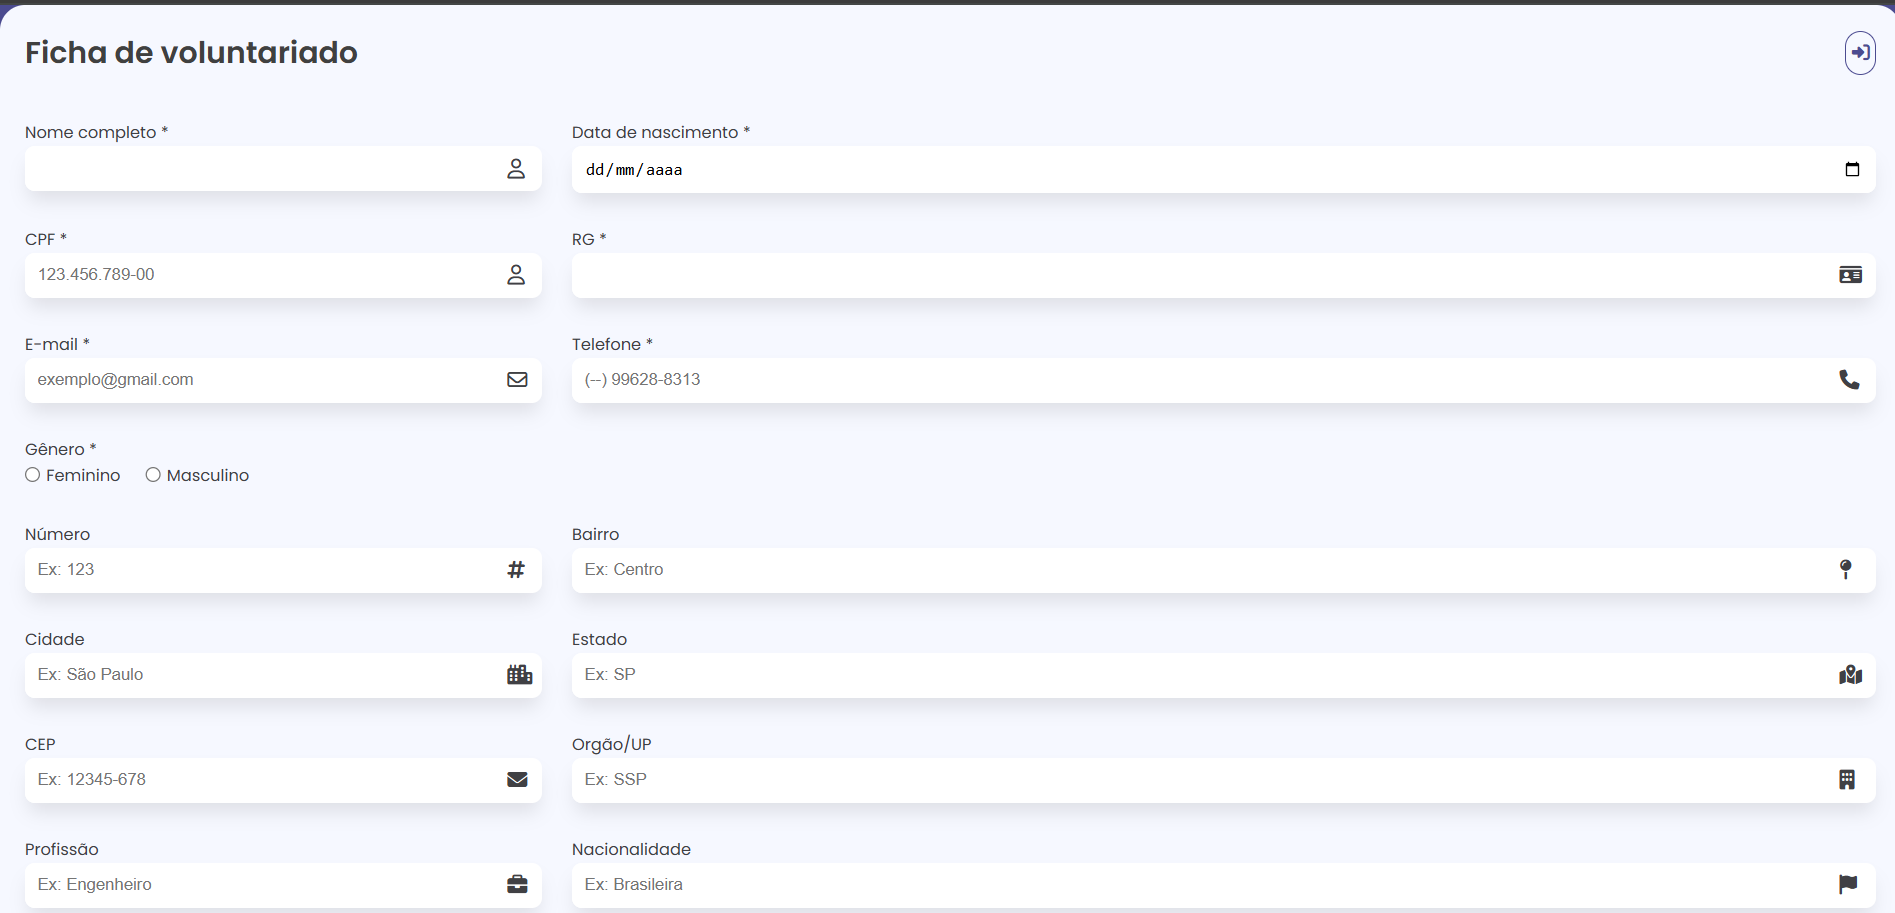 Ficha de voluntariado
Nome completo * Data de nascimento *
dd/mm/aaaa
CPF * RG *
123.456.789-00
E-mail * Telefone *
exemplo@gmail.com (--) 99628-8313
Gênero *
Feminino Masculino
Número Bairro
Ex: 123 Ex: Centro
Cidade Estado
Ex: São Paulo Ex: SP
CEP Orgão/UP
Ex: 12345-678 Ex: SSP
Profissão Nacionalidade
Ex: Engenheiro Ex: Brasileira